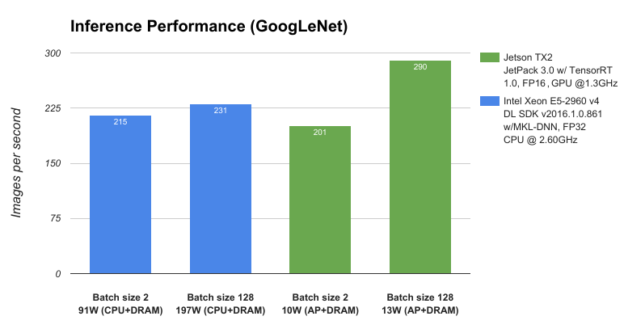 Inference Performance (GoogLeNet)
Images per second
300
225
150
75
0
215
231
201
290
Batch size 2
91W (CPU+DRAM)
Batch size 128
197W (CPU+DRAM)
Batch size 2
10W (AP+DRAM)
Batch size 128
13W (AP+DRAM)
Jetson TX2
JetPack 3.0 w/ TensorRT
1.0, FP16 , GPU @1.3GHz
Intel Xeon E5-2960 v4
DL SDK v2016.1.0.861
w/MKL-DNN, FP32
CPU @ 2.60GHz